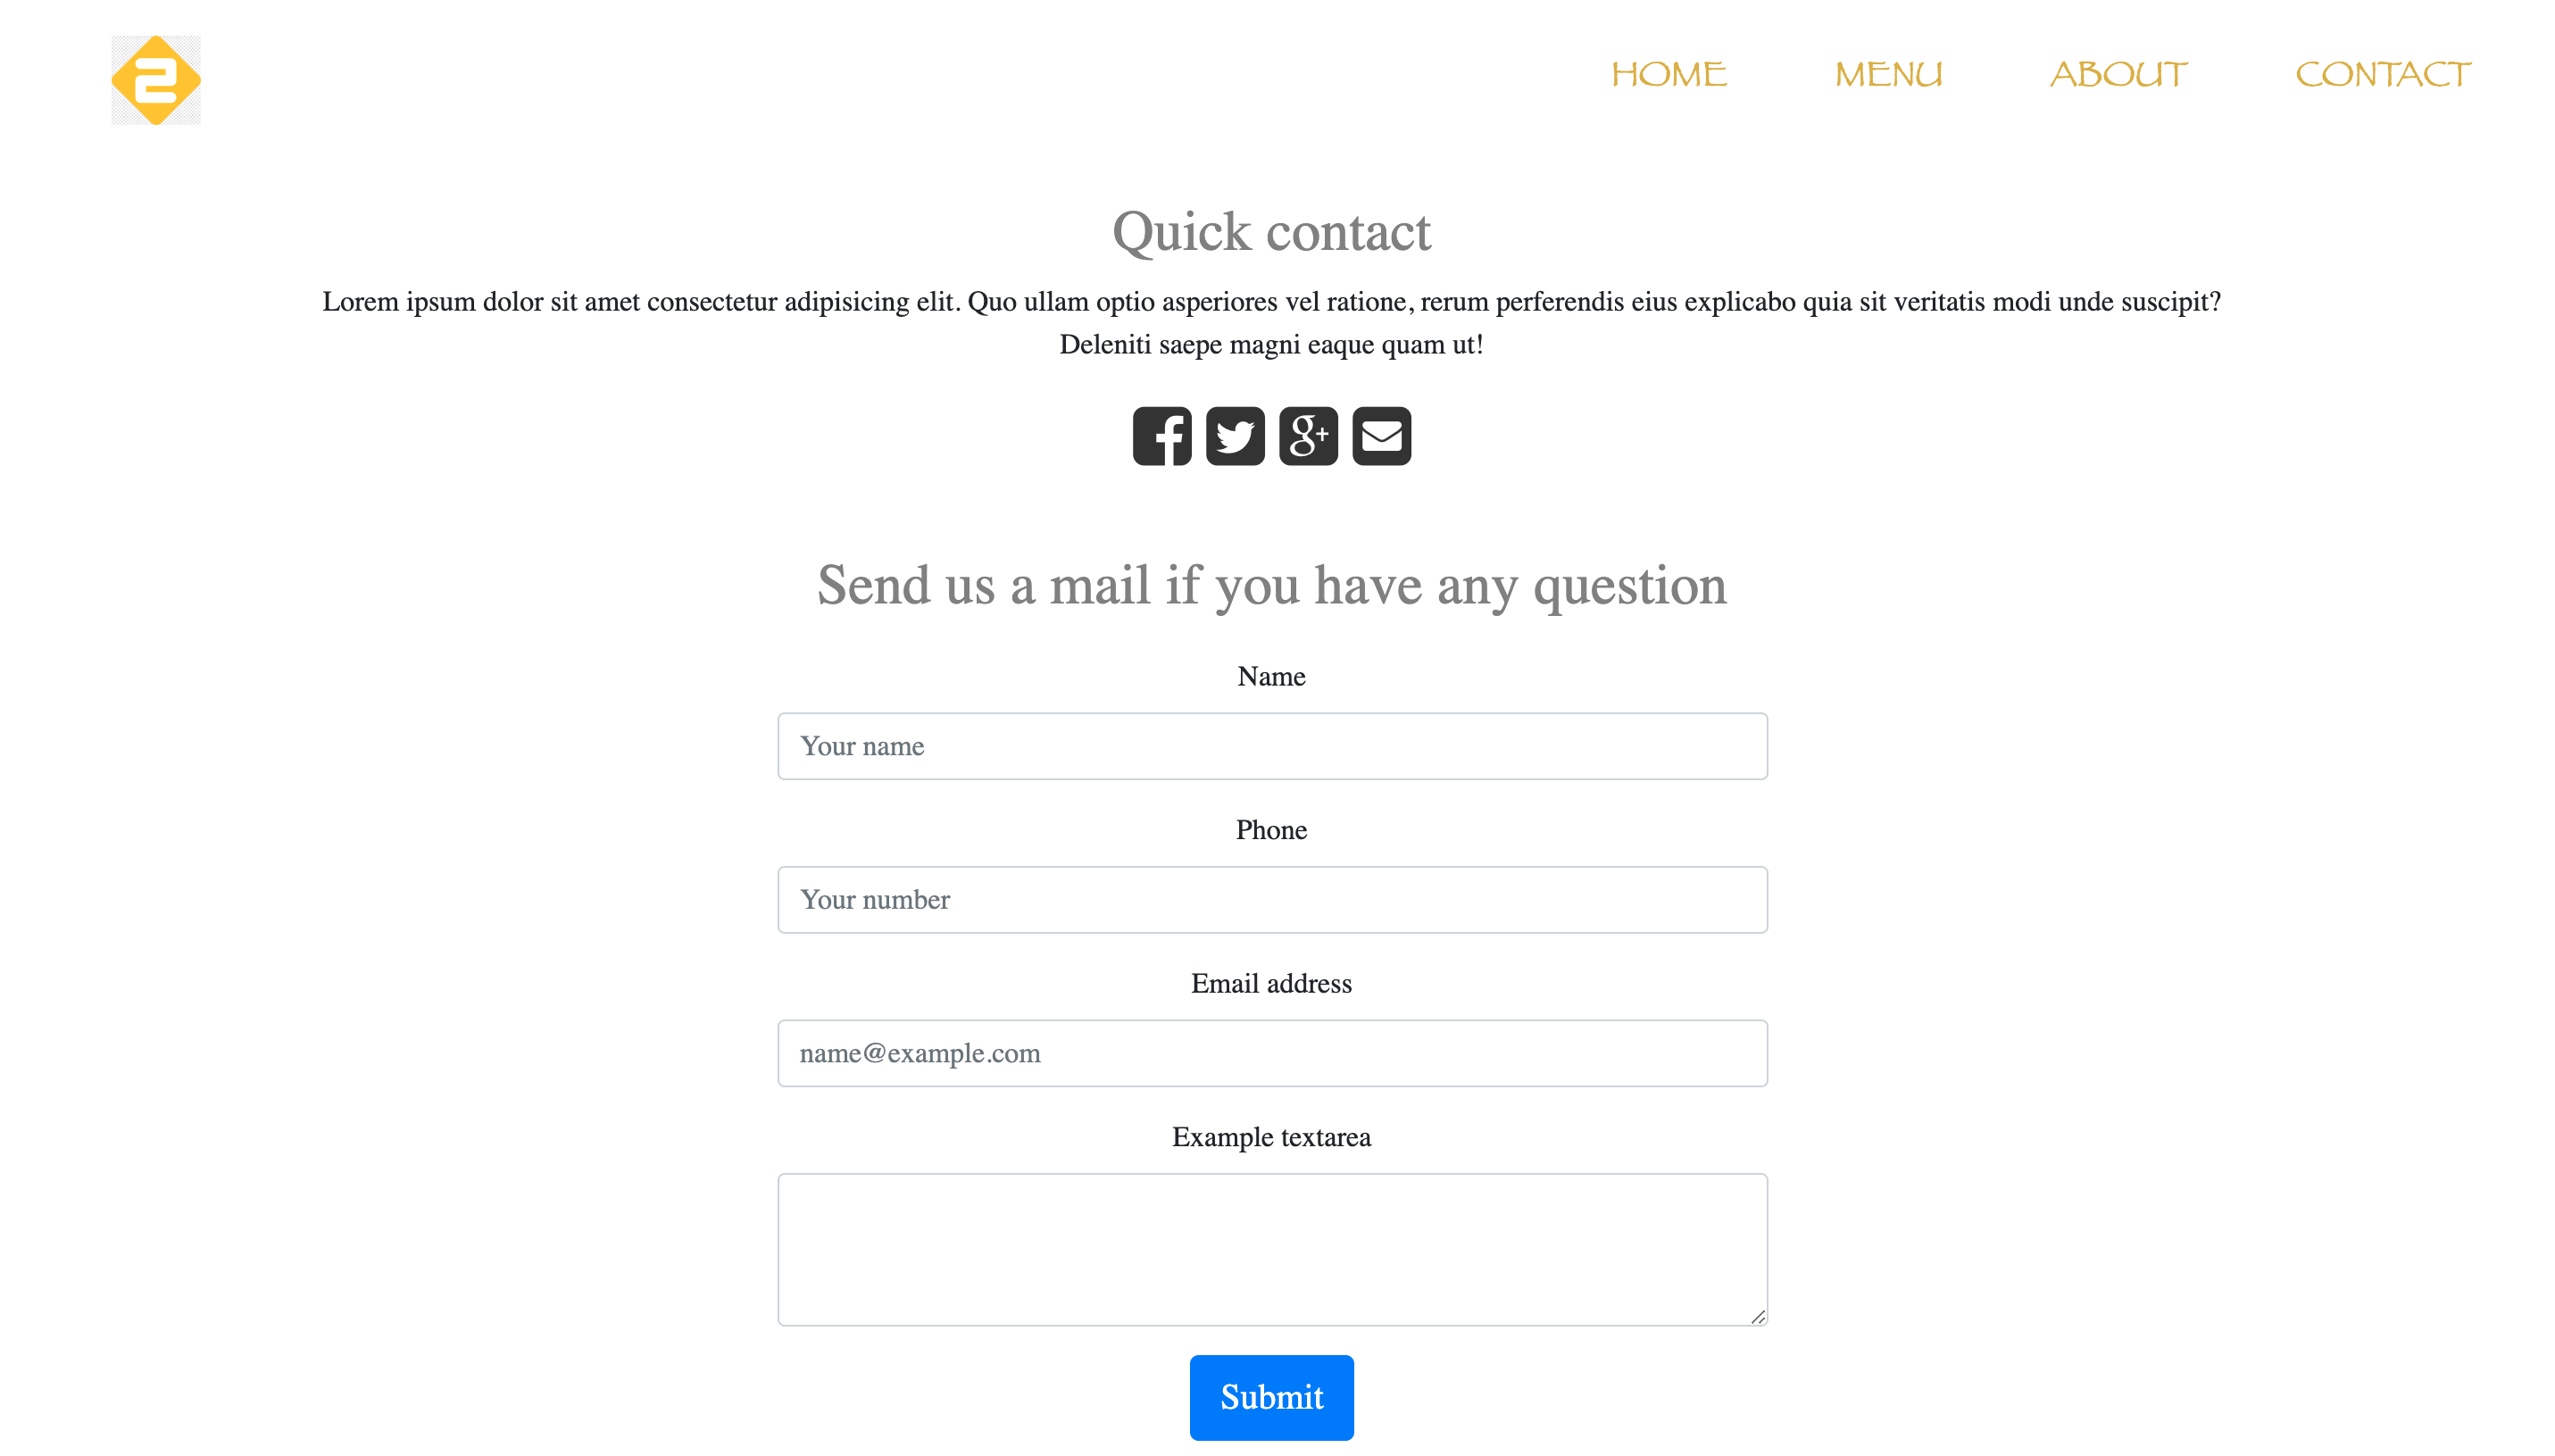 2
HOME MENU ABOUT CONTACT
Quick contact
Lorem ipsum dolor sit amet consectetur adipisicing elit. Quo ullam optio asperiores vel ratione, rerum perferendis eius explicabo quia sit veritatis modi unde suscipit?
Deleniti saepe magni eaque quam ut!
Send us a mail if you have any question
Name
Your name
Phone
Your number
Email address
name@example.com
Example textarea
Submit